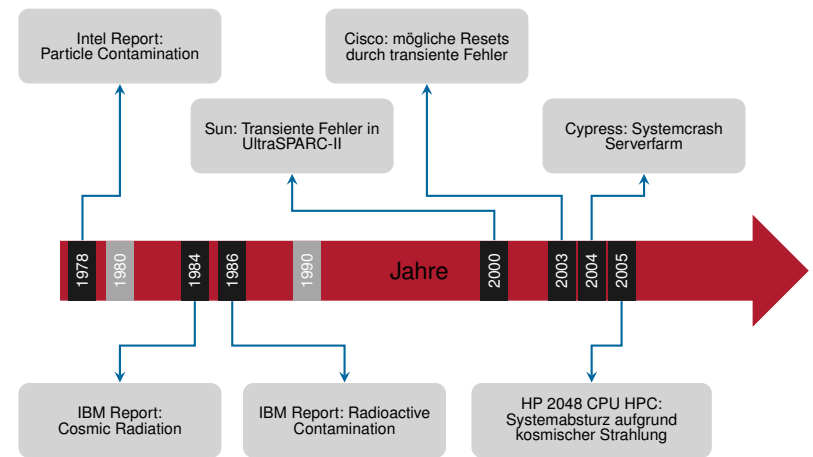 Intel Report:
Particle Contamination
Cisco: mögliche Resets
durch transiente Fehler
Sun: Transiente Fehler in
UltraSPARC-II
Cypress: Systemcrash
Serverfarm
1978
1980
1984
1986
1990
Jahre
2000
2003
2004
2005
IBM Report:
Cosmic Radiation
IBM Report: Radioactive
Contamination
HP 2048 CPU HPC:
Systemabsturz aufgrund
kosmischer Strahlung